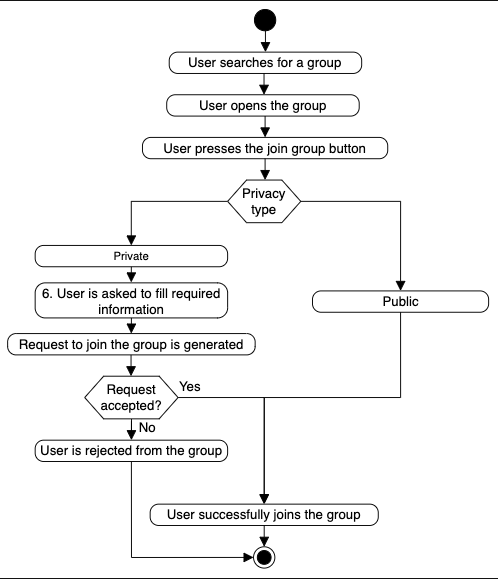 User searches for a group
User opens the group
User presses the join group button
Privacy
type
Private
6. User is asked to fill required
information
Public
Request to join the group is generated
Request
accepted?
Yes
No
User is rejected from the group
User successfully joins the group